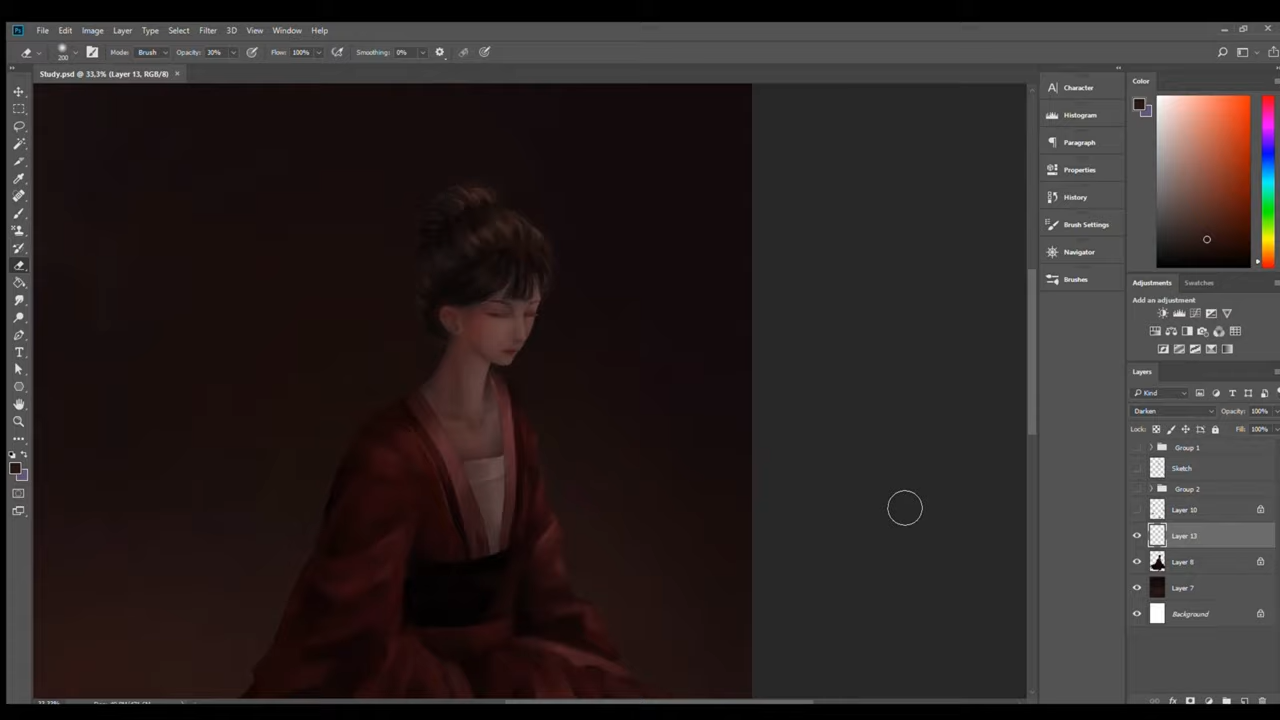 Ps File Edit Image Layer Type Select Filter 3D View Window Help
200 Mode: Brush Opacity: 30% Flow: 100% Smoothing: 0%
Study.psd @ 33,3% (Layer 13, RGB/8) ×
Character
Histogram
Paragraph
Properties
History
Brush Settings
Navigator
Brushes
Color
Adjustments Swatches
Add an adjustment
Layers
Kind
Darken Opacity: 100%
Lock: Fill: 100%
Group 1
Sketch
Group 2
Layer 10
Layer 13
Layer 8
Layer 7
Background